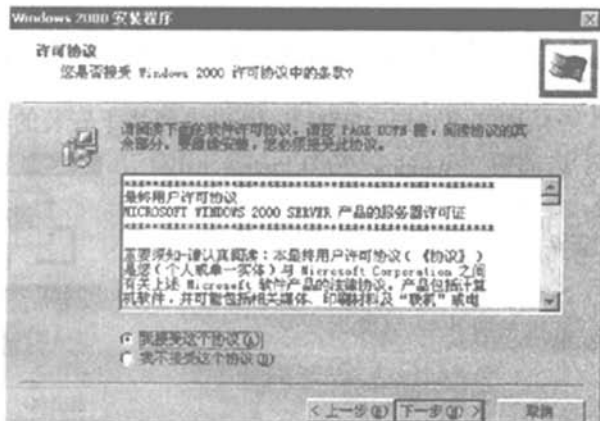 Windows 2000 安装程序
许可协议
您是否接受 Windows 2000 许可协议中的条款?
请阅读下面的软件许可协议。请按 PAGE DOWN 键，阅读协议的其
余部分。要继续安装，您必须接受此协议。
最终用户许可协议
MICROSOFT WINDOWS 2000 SERVER 产品的服务器许可证
重要须知-请认真阅读：本最终用户许可协议（《协议》）
是您（个人或单一实体）与 Microsoft Corporation 之间
有关上述 Microsoft 软件产品的法律协议。产品包括计算
机软件，并可能包括相关媒体、印刷材料及“联机”或电
我接受这个协议(A)
我不接受这个协议(D)
< 上一步(B)
下一步(N) >
取消